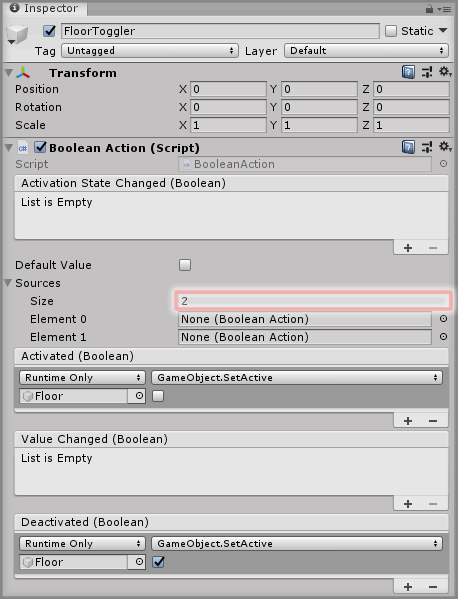 Inspector
FloorToggler
Static
Tag Untagged Layer Default
Transform
Position X 0 Y 0 Z 0
Rotation X 0 Y 0 Z 0
Scale X 1 Y 1 Z 1
Boolean Action (Script)
Script BooleanAction
Activation State Changed (Boolean)
List is Empty
Default Value
Sources
Size 2
Element 0 None (Boolean Action)
Element 1 None (Boolean Action)
Activated (Boolean)
Runtime Only GameObject.SetActive
Floor
Value Changed (Boolean)
List is Empty
Deactivated (Boolean)
Runtime Only GameObject.SetActive
Floor